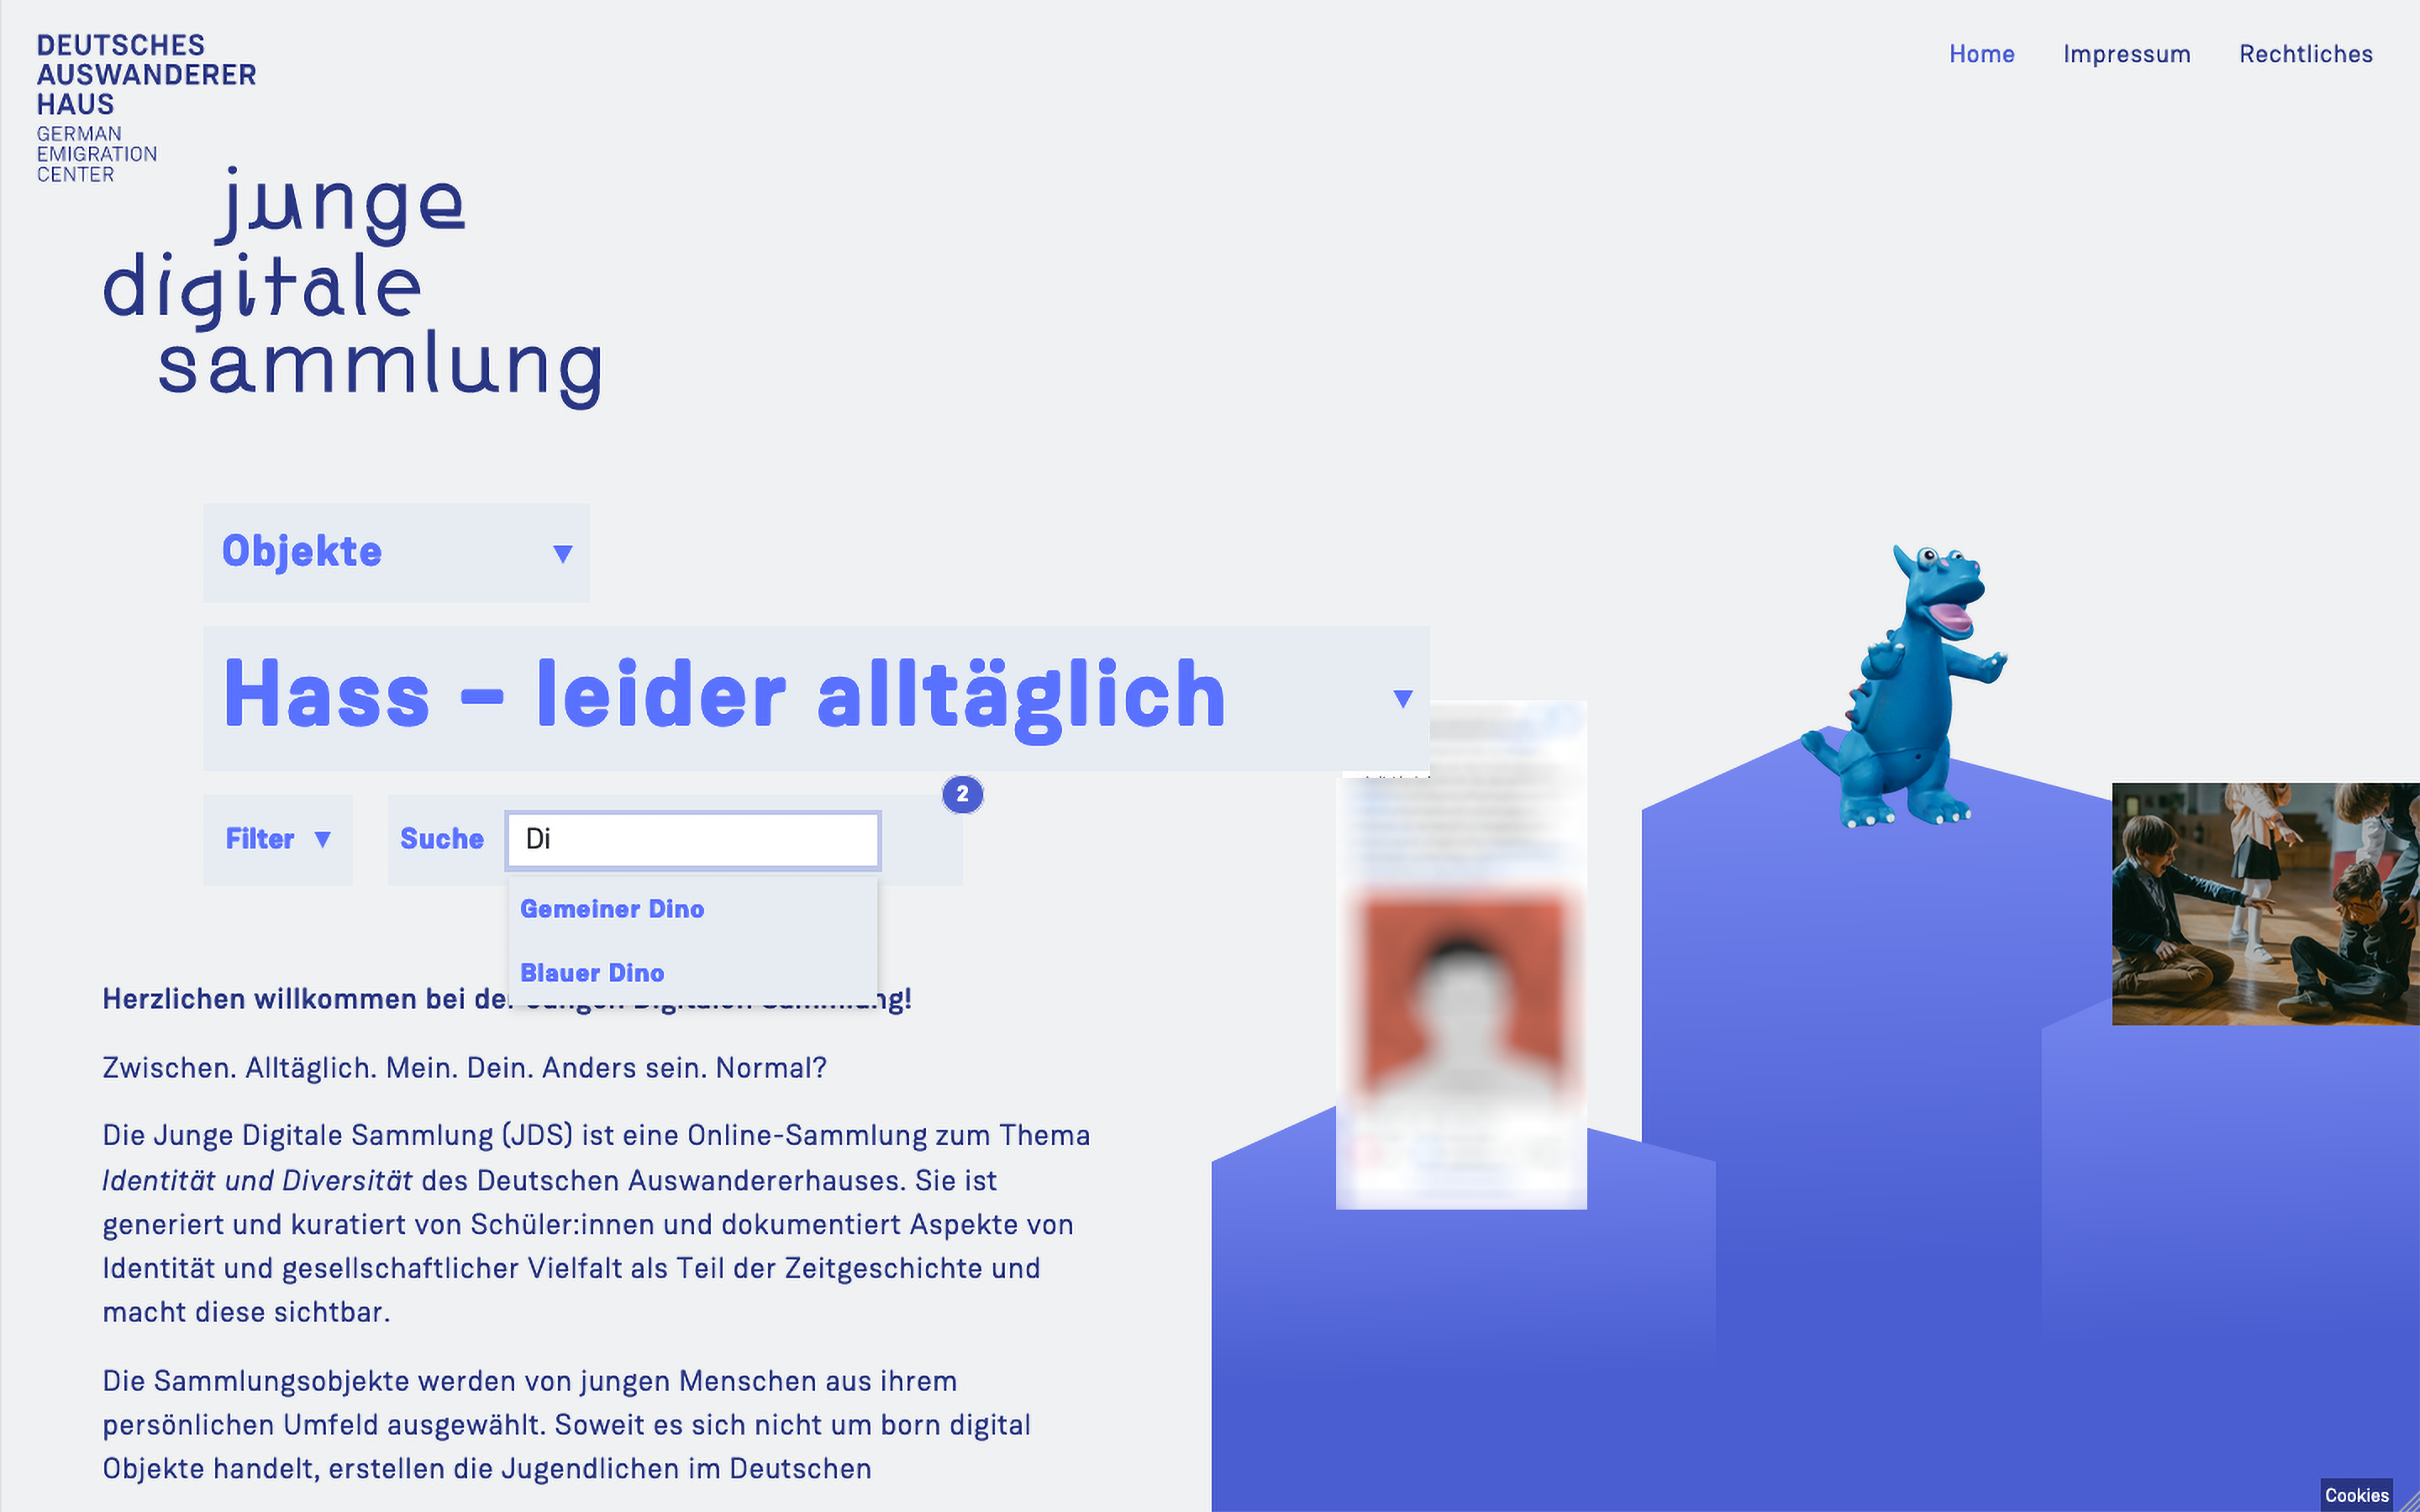 DEUTSCHES
AUSWANDERER
HAUS
GERMAN
EMIGRATION
CENTER
Home Impressum Rechtliches
junge
digitale
sammlung
Objekte
Hass – leider alltäglich
2
Filter Suche Di
Gemeiner Dino
Blauer Dino
Herzlichen willkommen bei der Jungen Digitalen Sammlung!
Zwischen. Alltäglich. Mein. Dein. Anders sein. Normal?
Die Junge Digitale Sammlung (JDS) ist eine Online-Sammlung zum Thema
Identität und Diversität des Deutschen Auswandererhauses. Sie ist
generiert und kuratiert von Schüler:innen und dokumentiert Aspekte von
Identität und gesellschaftlicher Vielfalt als Teil der Zeitgeschichte und
macht diese sichtbar.
Die Sammlungsobjekte werden von jungen Menschen aus ihrem
persönlichen Umfeld ausgewählt. Soweit es sich nicht um born digital
Objekte handelt, erstellen die Jugendlichen im Deutschen
Cookies